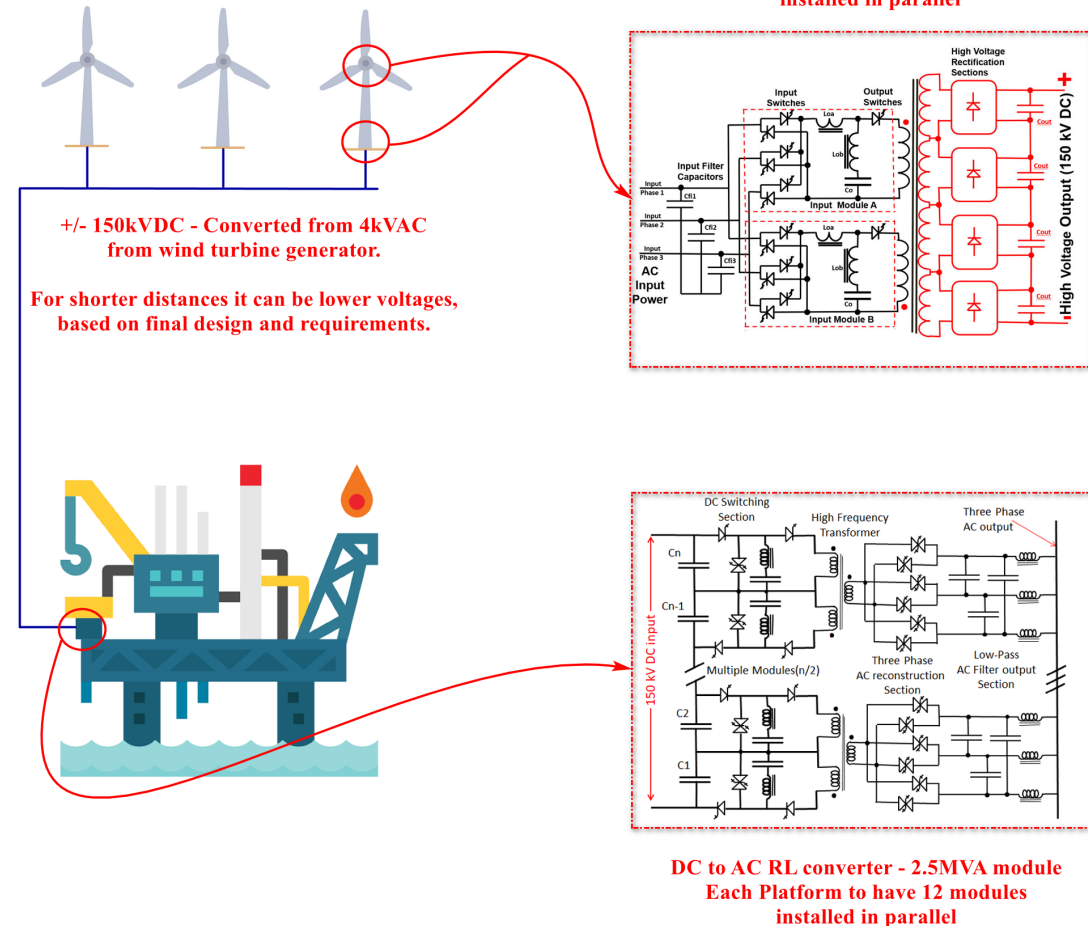 installed in parallel
+/- 150kVDC - Converted from 4kVAC
from wind turbine generator.
For shorter distances it can be lower voltages,
based on final design and requirements.
High Voltage
Rectification
Sections
Input
Switches
Output
Switches
Loa
Lob
Co
Input Filter
Capacitors
Input
Phase 1
Cfi1
Input Module A
Input
Phase 2
Cfi2
Input
Phase 3
Cfi3
AC
Input
Power
Loa
Lob
Co
Input Module B
Cout
Cout
Cout
Cout
+
-
High Voltage Output (150 kV DC)
DC Switching
Section
High Frequency
Transformer
Three Phase
AC output
Cn
Cn-1
150 kV DC input
Multiple Modules(n/2)
Three Phase
AC reconstruction
Section
Low-Pass
AC Filter output
Section
C2
C1
DC to AC RL converter - 2.5MVA module
Each Platform to have 12 modules
installed in parallel